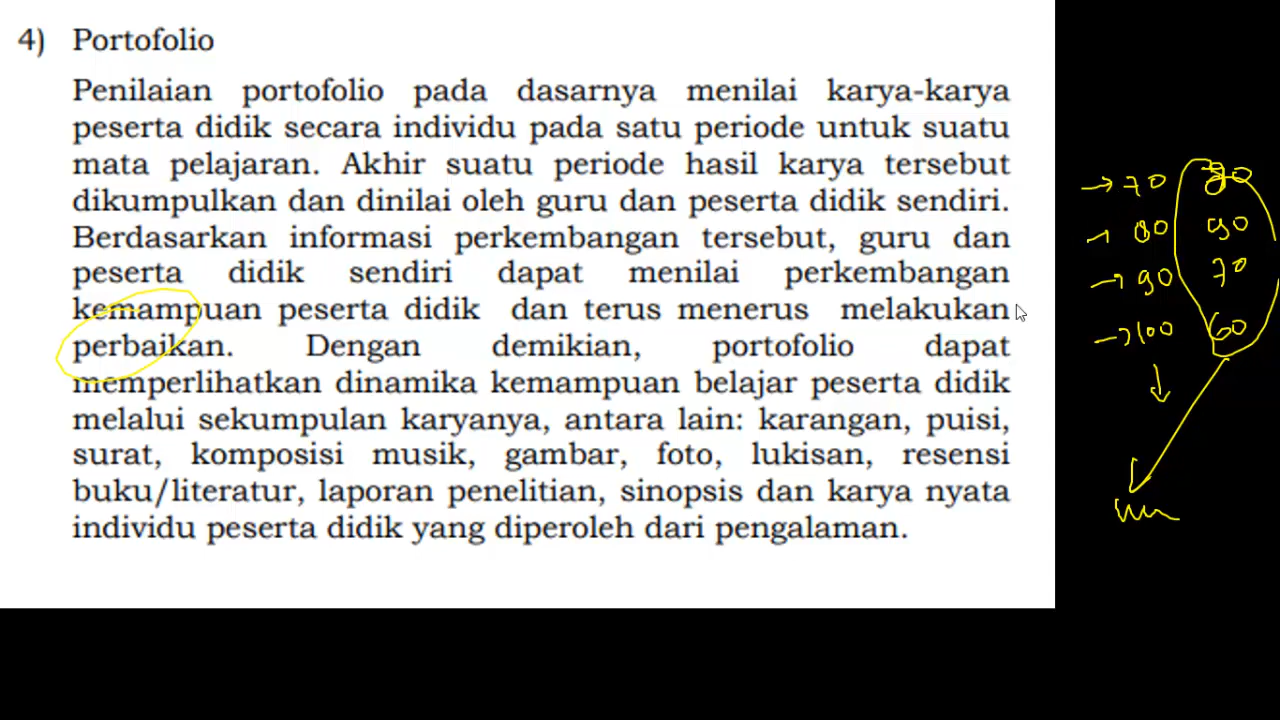 4) Portofolio
Penilaian portofolio pada dasarnya menilai karya-karya
peserta didik secara individu pada satu periode untuk suatu
mata pelajaran. Akhir suatu periode hasil karya tersebut
dikumpulkan dan dinilai oleh guru dan peserta didik sendiri.
Berdasarkan informasi perkembangan tersebut, guru dan
peserta didik sendiri dapat menilai perkembangan
kemampuan peserta didik dan terus menerus melakukan
perbaikan. Dengan demikian, portofolio dapat
memperlihatkan dinamika kemampuan belajar peserta didik
melalui sekumpulan karyanya, antara lain: karangan, puisi,
surat, komposisi musik, gambar, foto, lukisan, resensi
buku/literatur, laporan penelitian, sinopsis dan karya nyata
individu peserta didik yang diperoleh dari pengalaman.
→ 70
→ 80 90
→ 90 70
→ 100 60